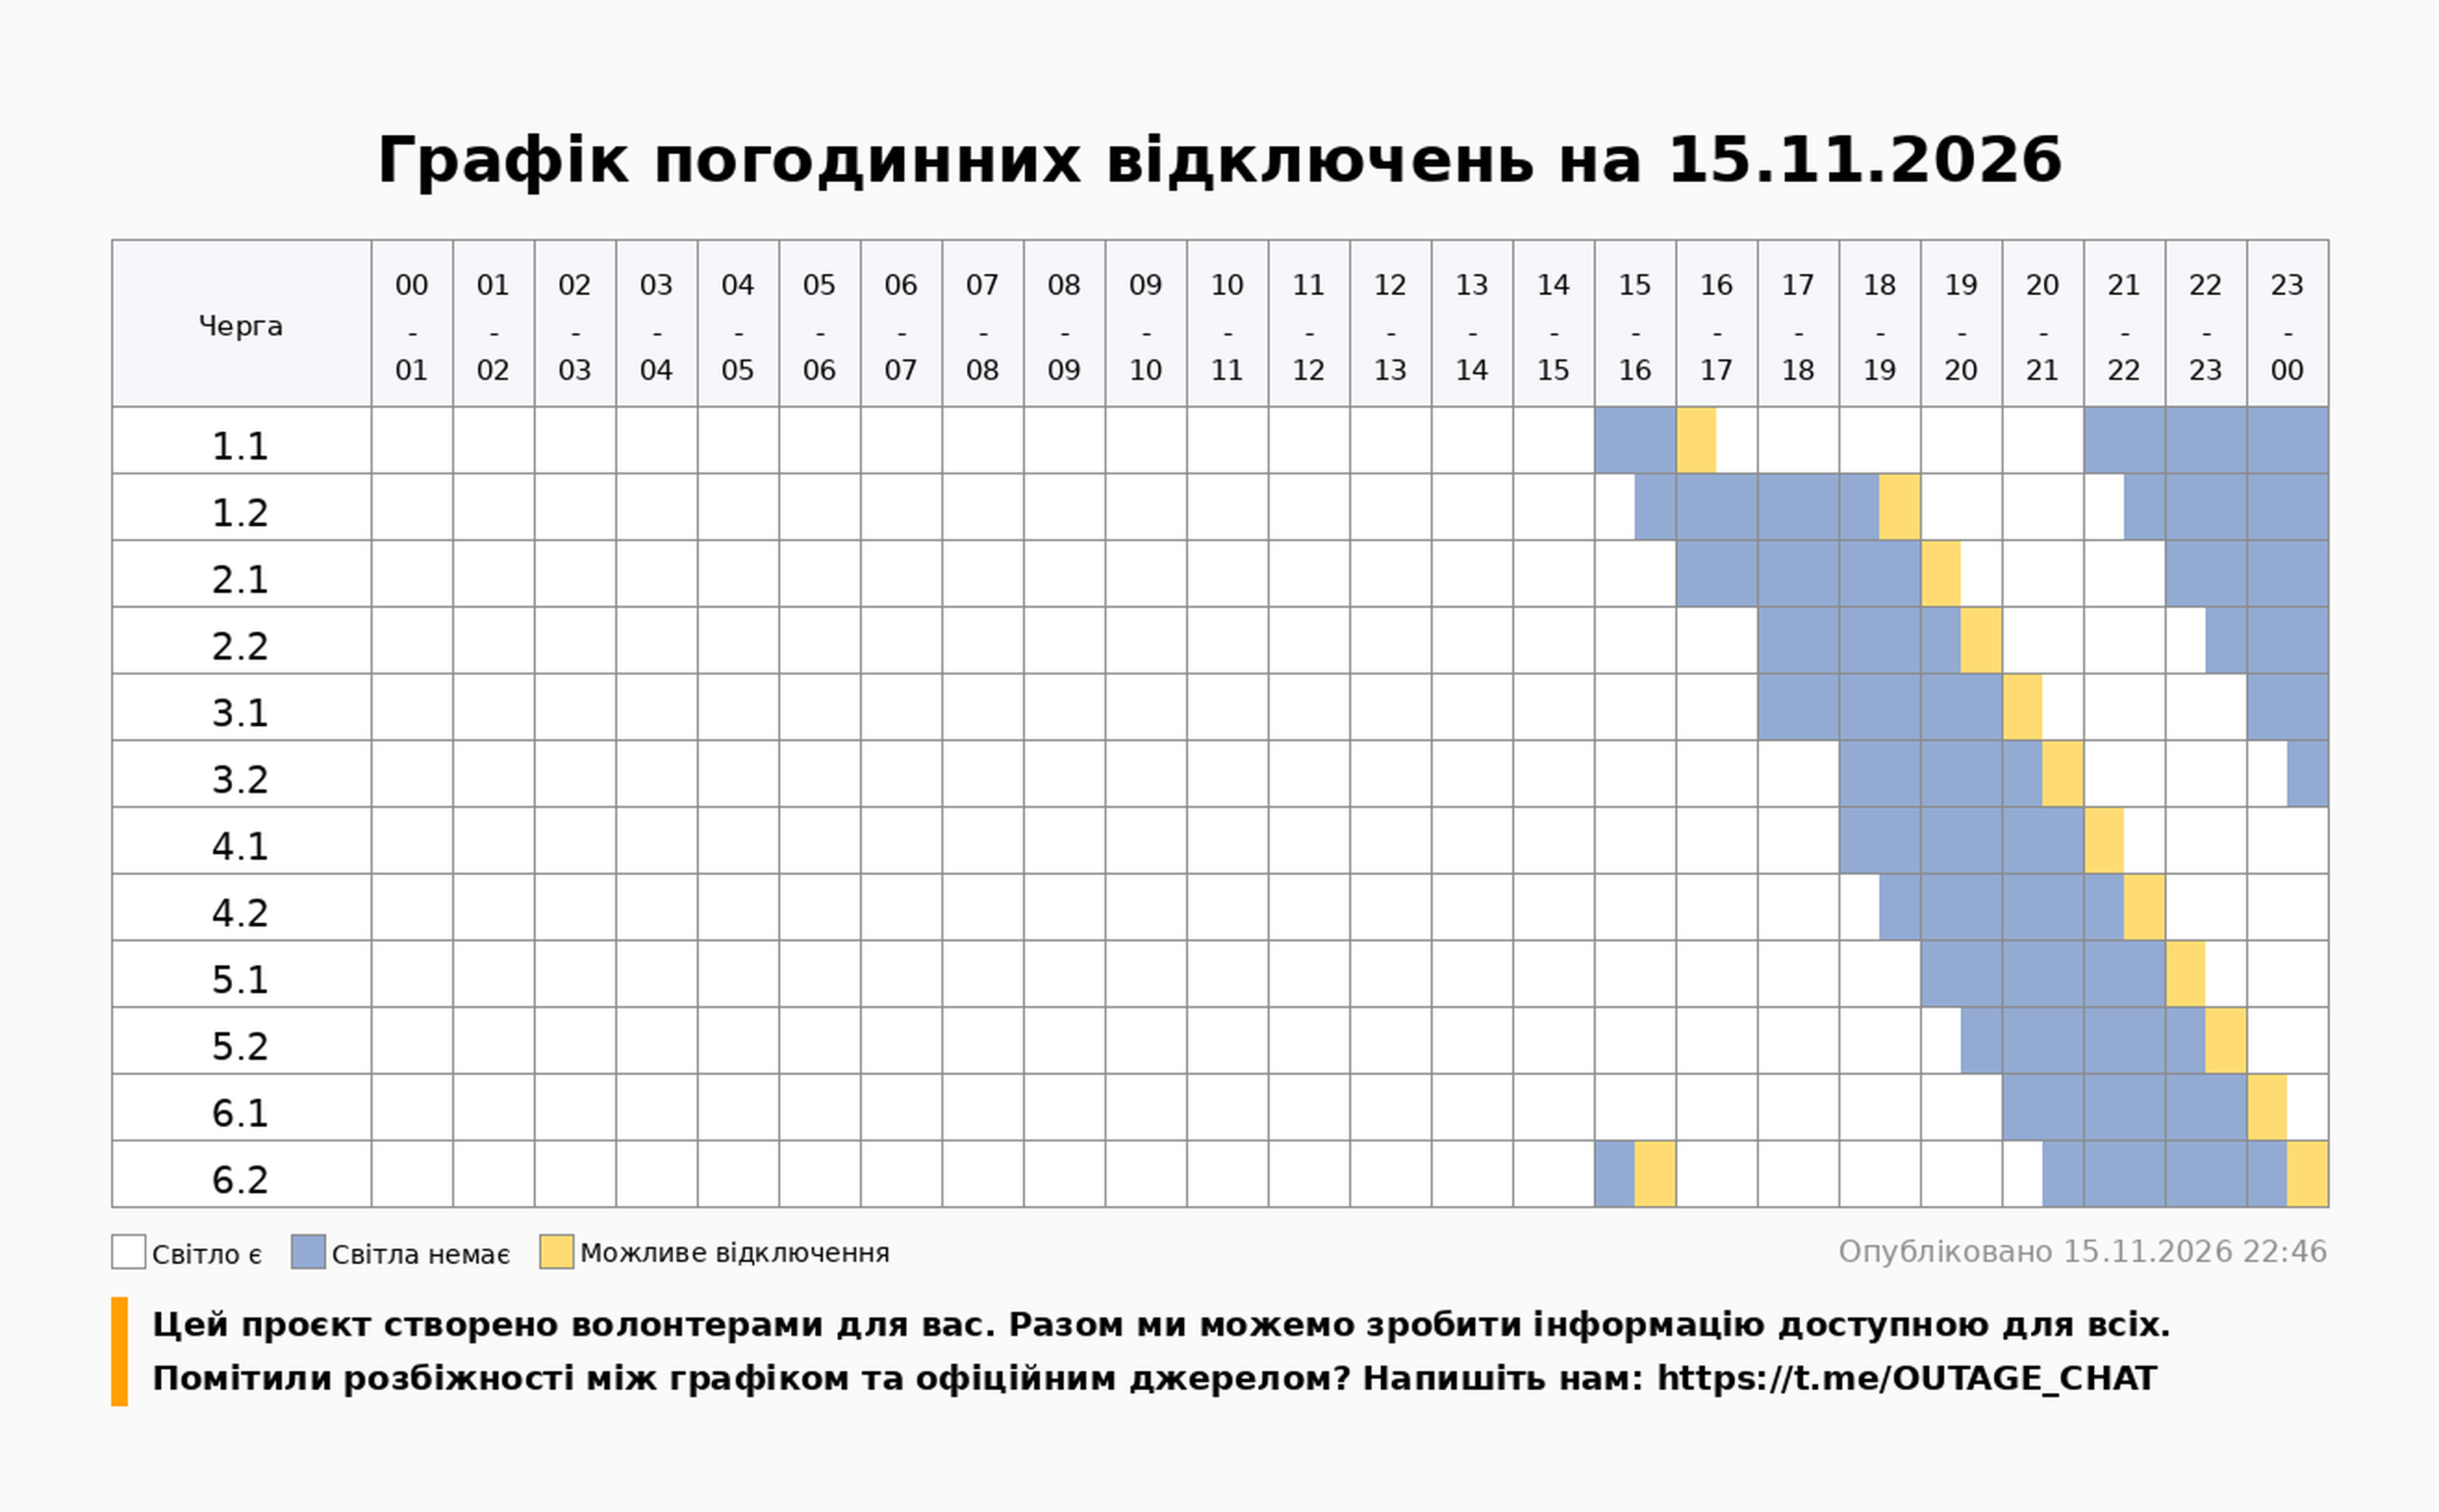 Графік погодинних відключень на 15.11.2026
Черга 00 - 01 01 - 02 02 - 03 03 - 04 04 - 05 05 - 06 06 - 07 07 - 08 08 - 09 09 - 10 10 - 11 11 - 12 12 - 13 13 - 14 14 - 15 15 - 16 16 - 17 17 - 18 18 - 19 19 - 20 20 - 21 21 - 22 22 - 23 23 - 00
1.1
1.2
2.1
2.2
3.1
3.2
4.1
4.2
5.1
5.2
6.1
6.2
Світло є Світла немає Можливе відключення Опубліковано 15.11.2026 22:46
Цей проєкт створено волонтерами для вас. Разом ми можемо зробити інформацію доступною для всіх.
Помітили розбіжності між графіком та офіційним джерелом? Напишіть нам: https://t.me/OUTAGE_CHAT